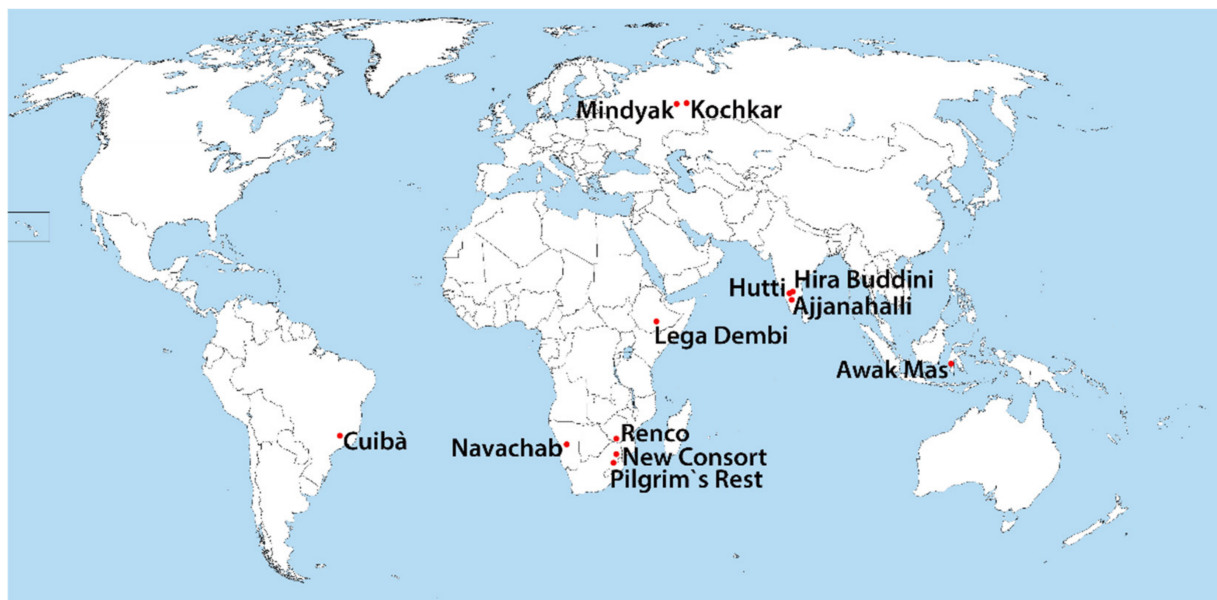 Mindyak
Kochkar
Hutti
Hira Buddini
Ajjanahalli
Lega Dembi
Awak Mas
Cuibà
Navachab
Renco
New Consort
Pilgrim`s Rest